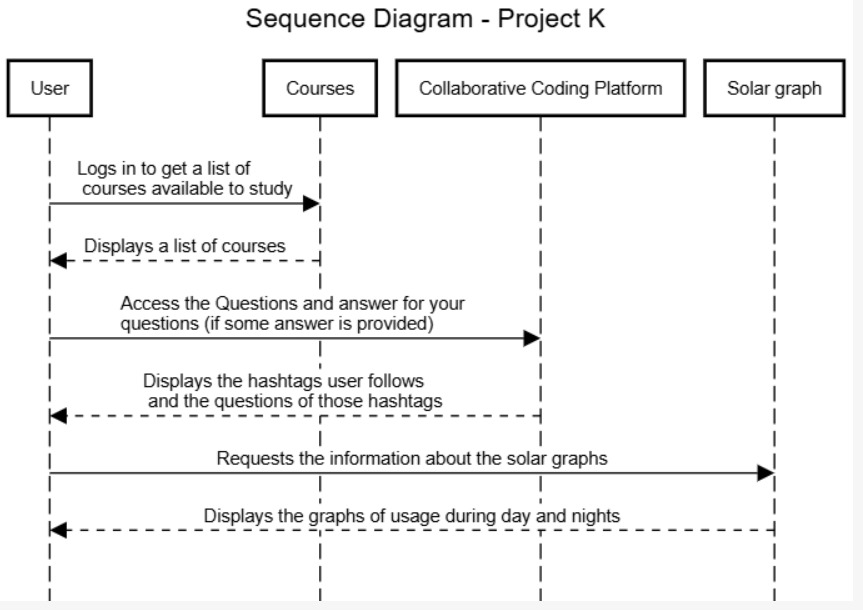 Sequence Diagram - Project K
User
Courses
Collaborative Coding Platform
Solar graph
Logs in to get a list of
courses available to study
Displays a list of courses
Access the Questions and answer for your
questions (if some answer is provided)
Displays the hashtags user follows
and the questions of those hashtags
Requests the information about the solar graphs
Displays the graphs of usage during day and nights